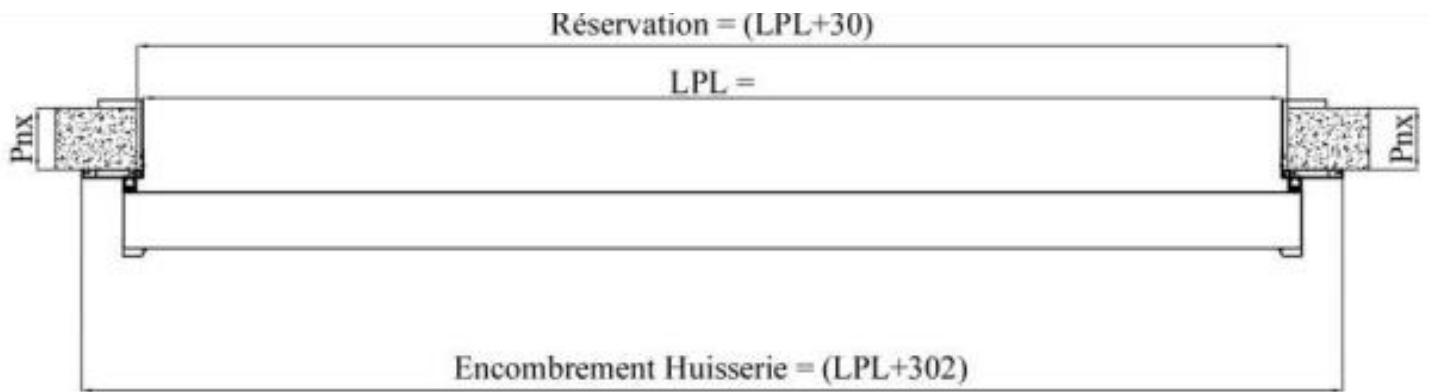 Réservation = (LPL+30)
LPL =
Pnx
Pnx
Encombrement Huisserie = (LPL+302)